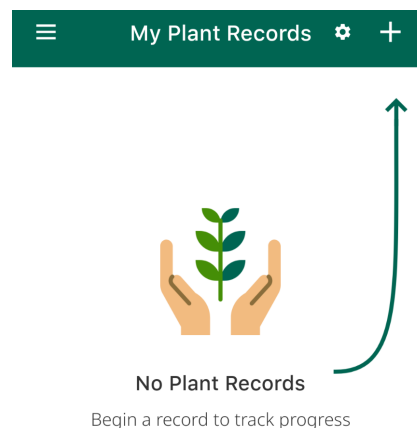 My Plant Records
No Plant Records
Begin a record to track progress